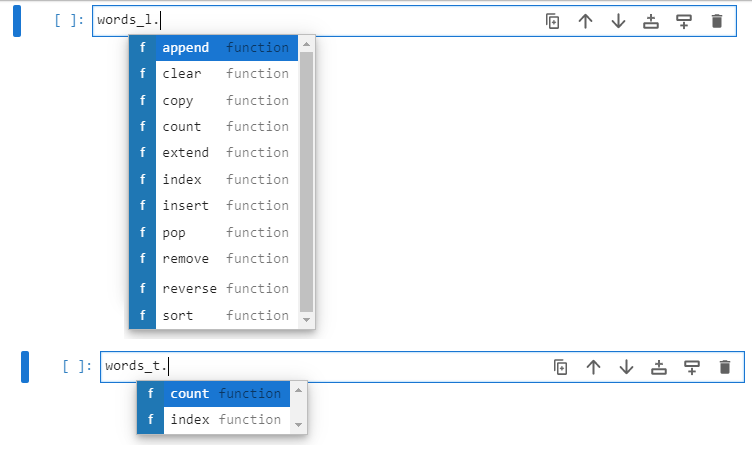 [ ]: words_l.
f append function
f clear function
f copy function
f count function
f extend function
f index function
f insert function
f pop function
f remove function
f reverse function
f sort function
[ ]: words_t.
f count function
f index function